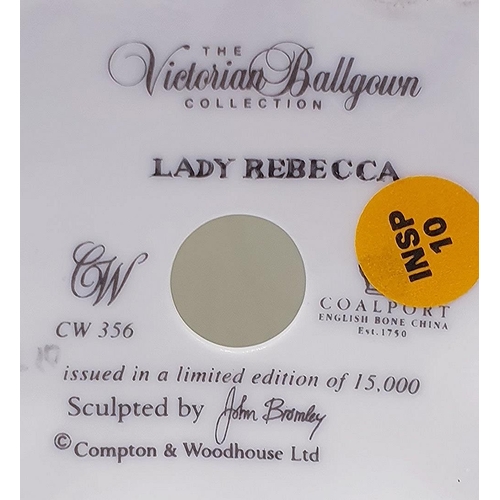 THE
Victorian Ballgown
COLLECTION
LADY REBECCA
INSP
10
CW
CW 356
COALPORT
ENGLISH BONE CHINA
Est.1750
issued in a limited edition of 15,000
Sculpted by John Bromley
© Compton & Woodhouse Ltd